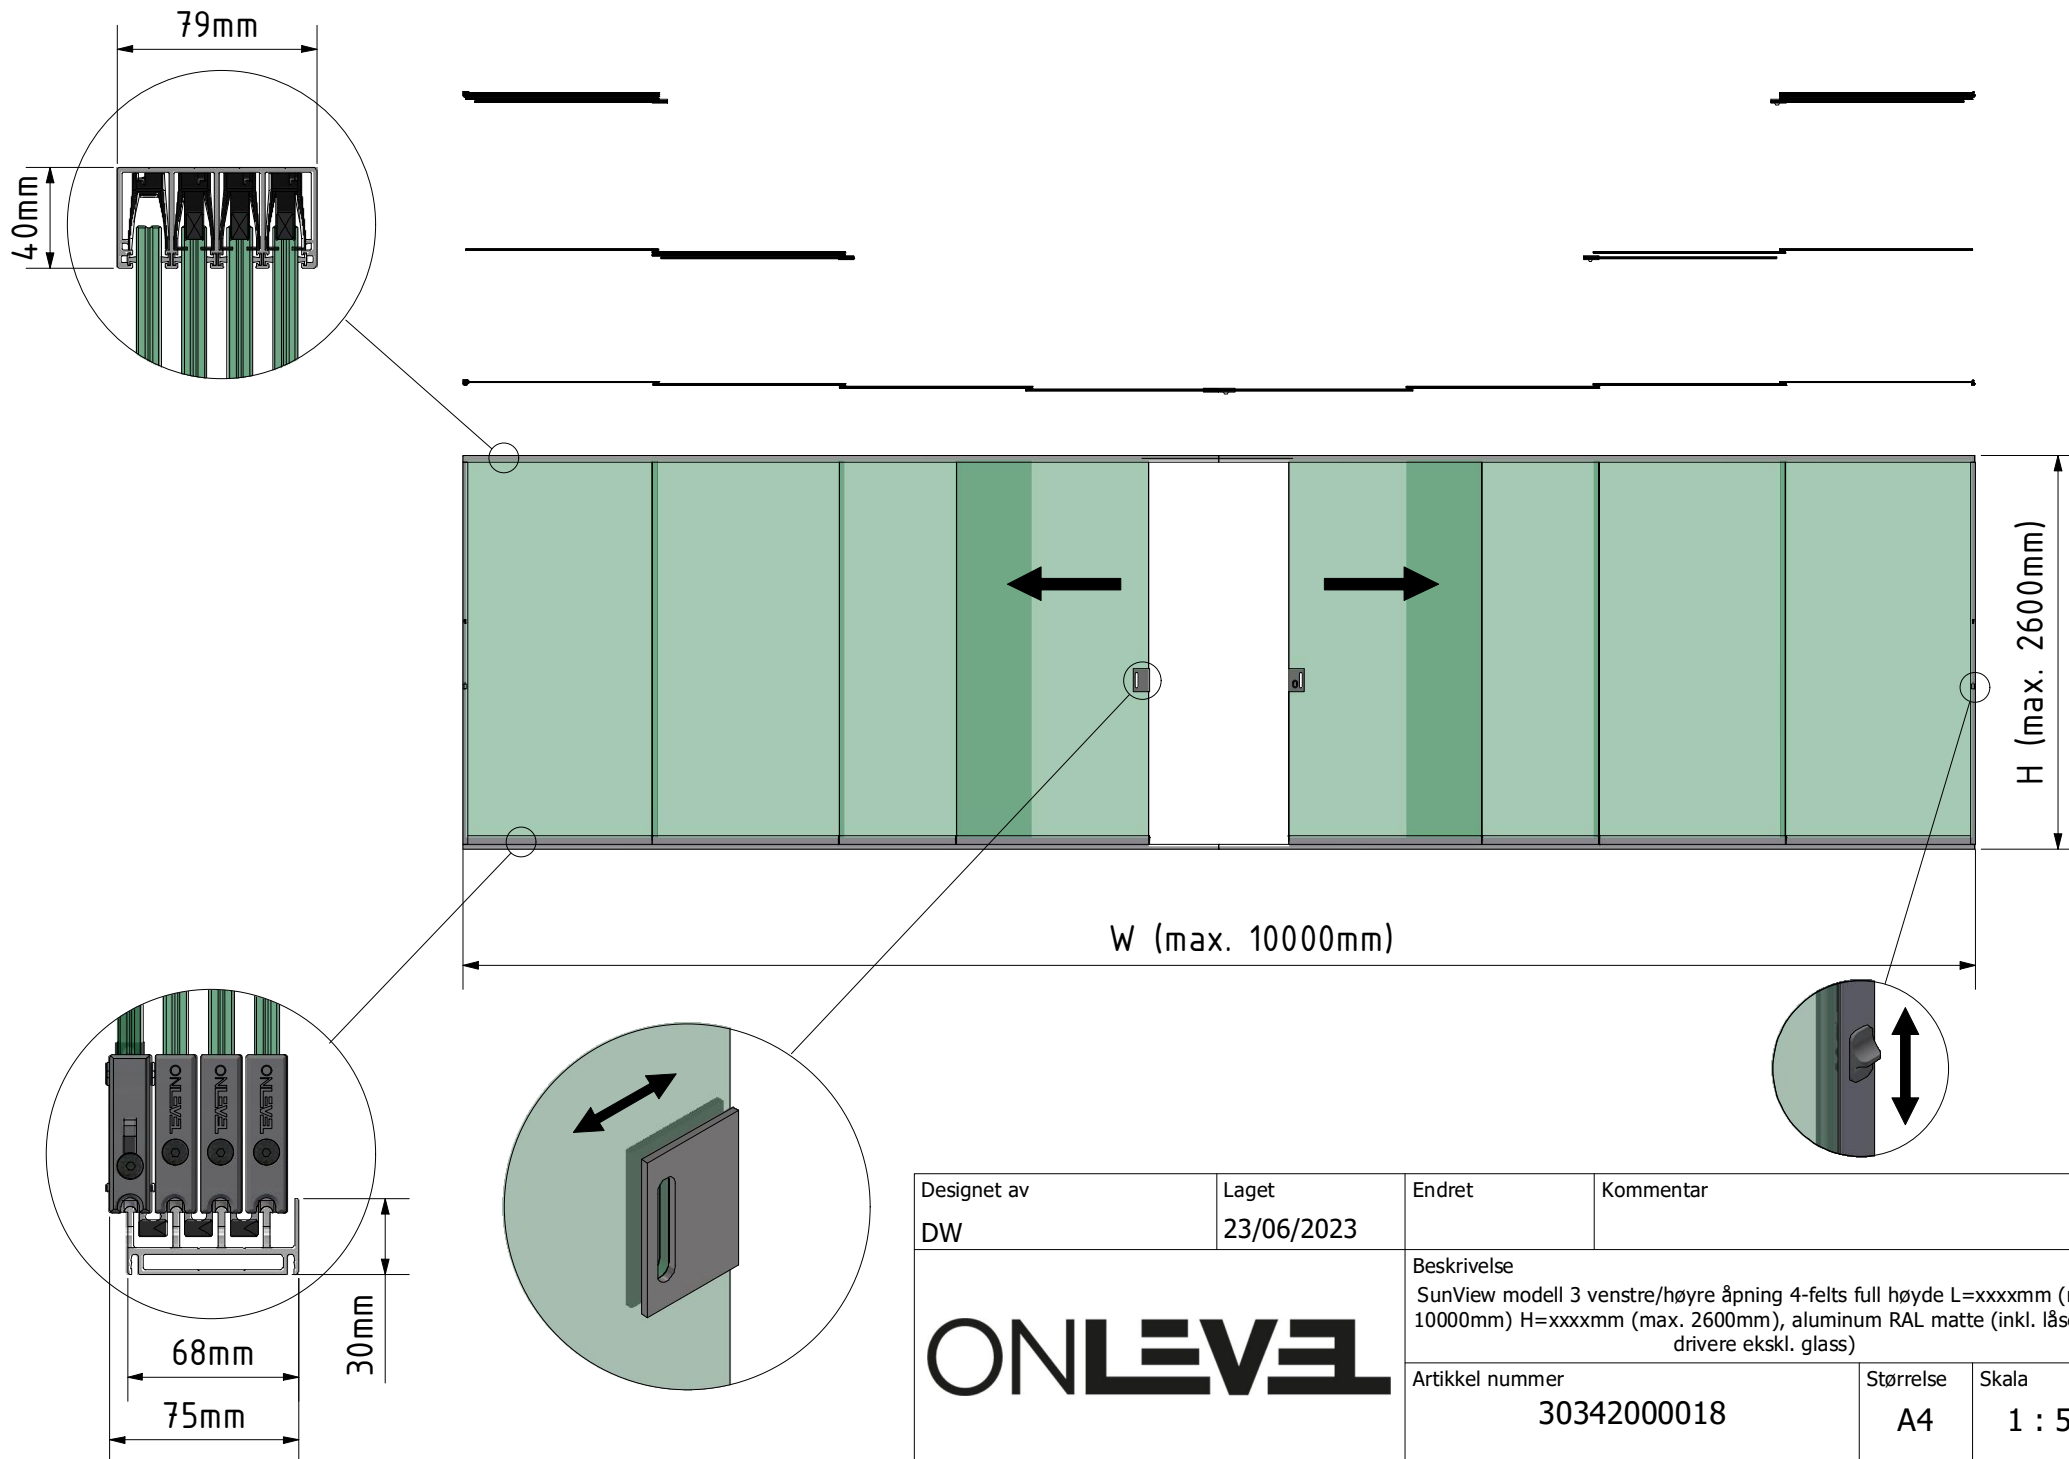 79mm
40mm
H (max. 2600mm)
W (max. 10000mm)
ONLEVEL
ONLEVEL
ONLEVEL
30mm
68mm
75mm
Designet av
DW
Laget
23/06/2023
Endret
Kommentar
ONLEVEL
Beskrivelse
SunView modell 3 venstre/høyre åpning 4-felts full høyde L=xxxxmm
10000mm) H=xxxxmm (max. 2600mm), aluminum RAL matte (inkl.
drivere ekskl. glass)
Artikkel nummer
30342000018
Størrelse
A4
Skala
1 : 5